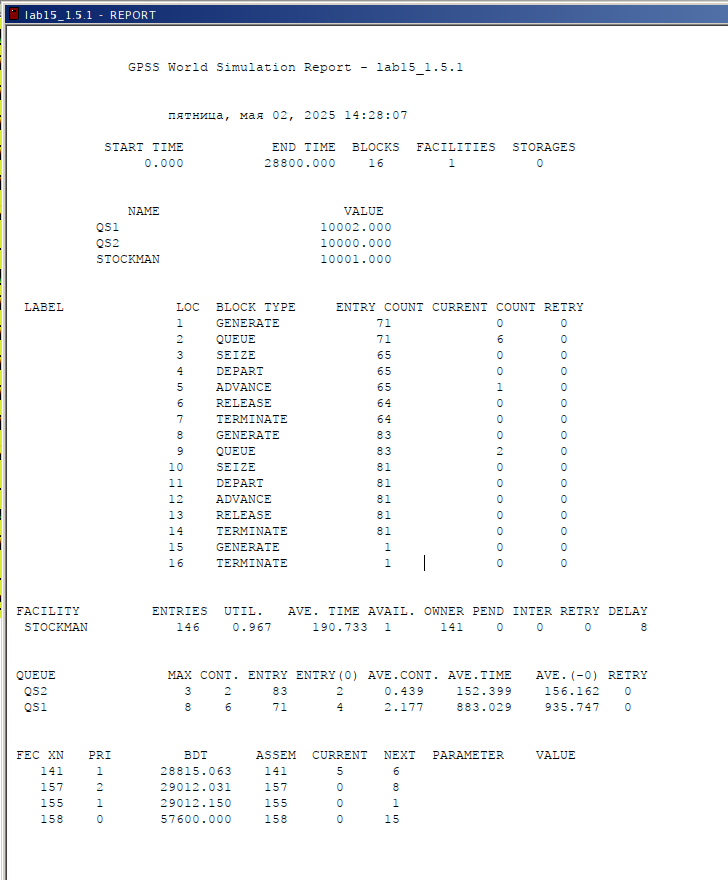 lab15_1.5.1 - REPORT
GPSS World Simulation Report - lab15_1.5.1
пятница, мая 02, 2025 14:28:07
START TIME END TIME BLOCKS FACILITIES STORAGES
0.000 28800.000 16 1 0
NAME VALUE
QS1 10002.000
QS2 10000.000
STOCKMAN 10001.000
LABEL LOC BLOCK TYPE ENTRY COUNT CURRENT COUNT RETRY
1 GENERATE 71 0 0
2 QUEUE 71 6 0
3 SEIZE 65 0 0
4 DEPART 65 0 0
5 ADVANCE 65 1 0
6 RELEASE 64 0 0
7 TERMINATE 64 0 0
8 GENERATE 83 0 0
9 QUEUE 83 2 0
10 SEIZE 81 0 0
11 DEPART 81 0 0
12 ADVANCE 81 0 0
13 RELEASE 81 0 0
14 TERMINATE 81 0 0
15 GENERATE 1 0 0
16 TERMINATE 1 0 0
FACILITY ENTRIES UTIL. AVE. TIME AVAIL. OWNER PEND INTER RETRY DELAY
STOCKMAN 146 0.967 190.733 1 141 0 0 0 8
QUEUE MAX CONT. ENTRY ENTRY(0) AVE.CONT. AVE.TIME AVE.(-0) RETRY
QS2 3 2 83 2 0.439 152.399 156.162 0
QS1 8 6 71 4 2.177 883.029 935.747 0
FEC XN PRI BDT ASSEM CURRENT NEXT PARAMETER VALUE
141 1 28815.063 141 5 6
157 2 29012.031 157 0 8
155 1 29012.150 155 0 1
158 0 57600.000 158 0 15